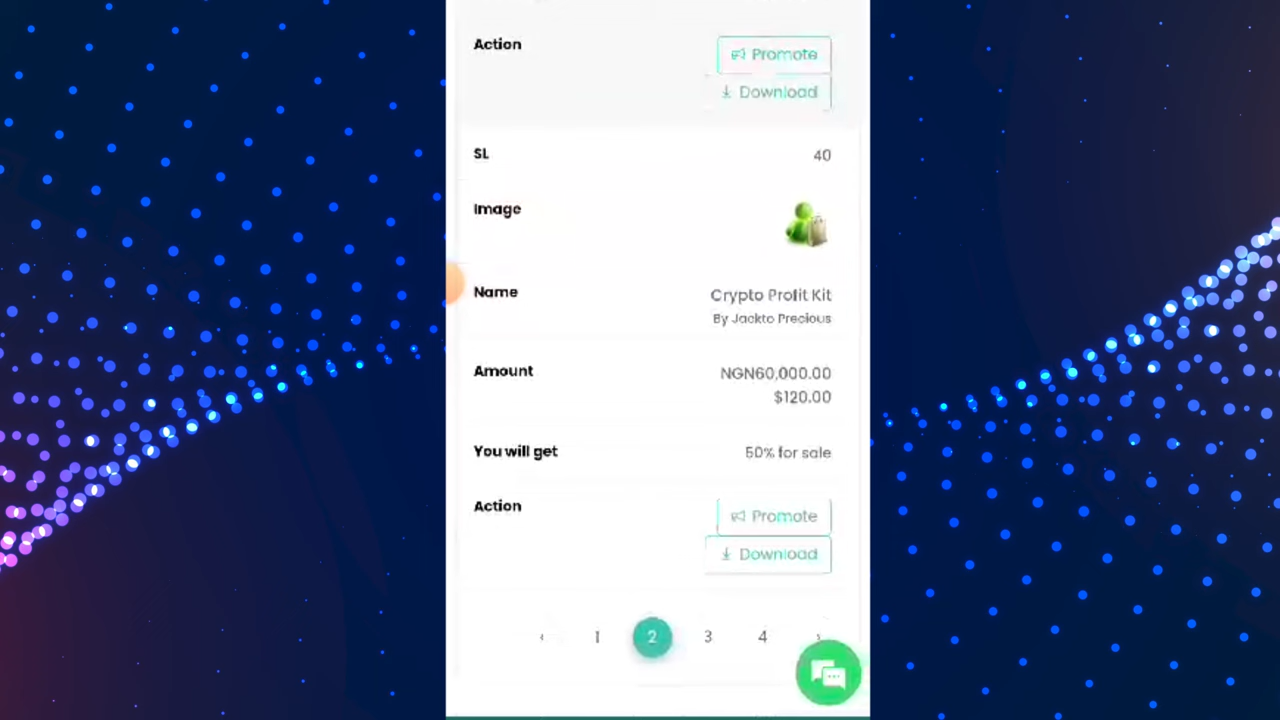 Action
Promote
Download
SL
40
Image
Name
Crypto Profit Kit
By Jackto Precious
Amount
NGN60,000.00
$120.00
You will get
50% for sale
Action
Promote
Download
‹ 1 2 3 4 ›